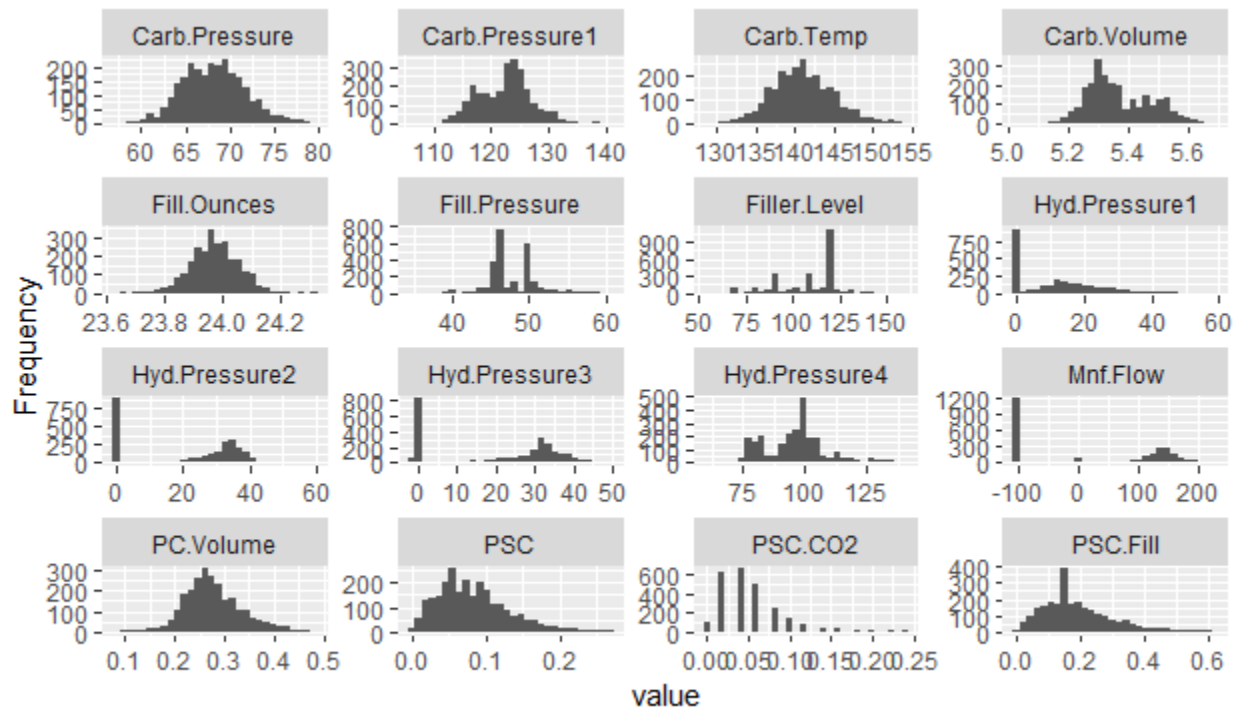 Carb.Pressure Carb.Pressure1 Carb.Temp Carb.Volume
200 150 100 50 0
300 200 100 0
200 100 0
300 200 100 0
60 65 70 75 80
110 120 130 140
130 135 140 145 150 155
5.0 5.2 5.4 5.6
Fill.Ounces Fill.Pressure Filler.Level Hyd.Pressure1
300 200 100 0
800 600 400 200 0
900 600 300 0
750 500 250 0
23.6 23.8 24.0 24.2
40 50 60
50 75 100 125 150
0 20 40 60
Frequency
Hyd.Pressure2 Hyd.Pressure3 Hyd.Pressure4 Mnf.Flow
750 500 250 0
800 600 400 200 0
500 400 300 200 100 0
1200 900 600 300 0
0 20 40 60
0 10 20 30 40 50
75 100 125
-100 0 100 200
PC.Volume PSC PSC.CO2 PSC.Fill
300 200 100 0
200 100 0
600 400 200 0
400 300 200 100 0
0.1 0.2 0.3 0.4 0.5
0.0 0.1 0.2
0.00 0.05 0.10 0.15 0.20 0.25
0.0 0.2 0.4 0.6
value